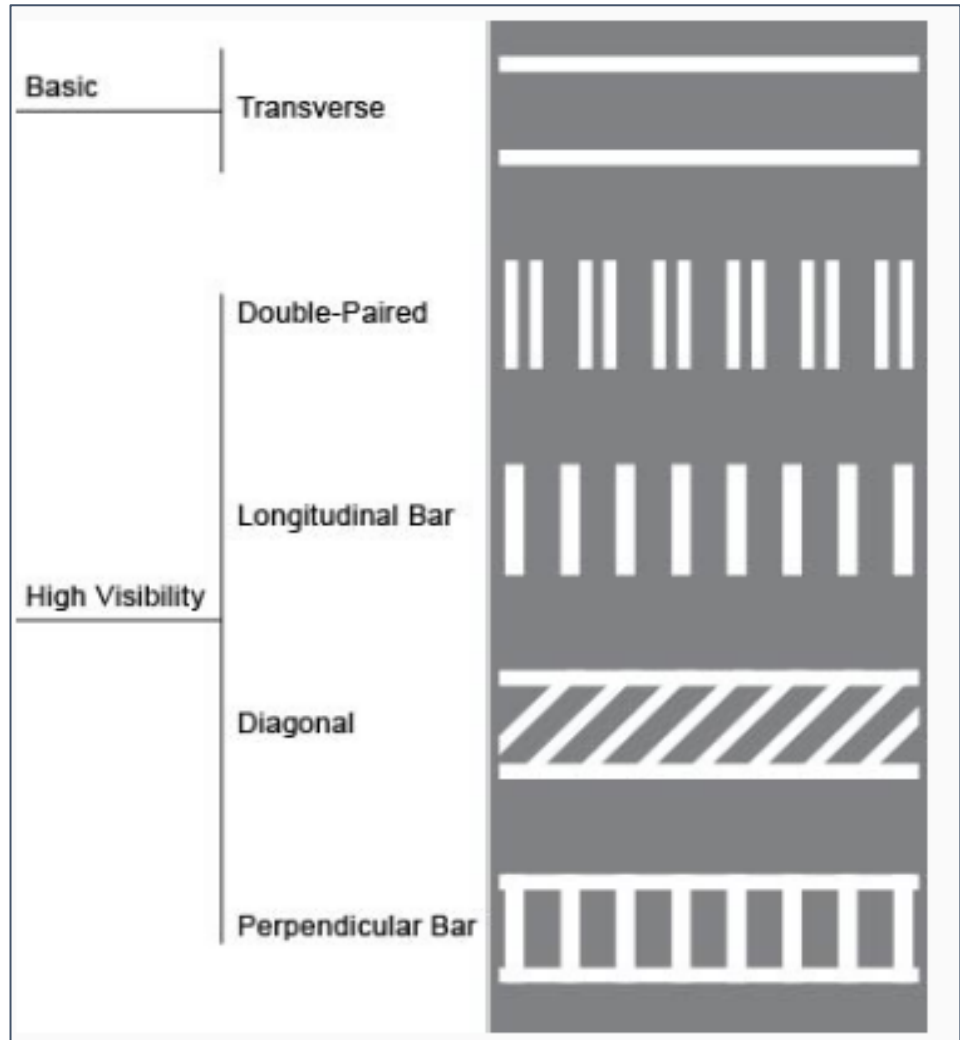 Basic
Transverse
Double-Paired
Longitudinal Bar
High Visibility
Diagonal
Perpendicular Bar